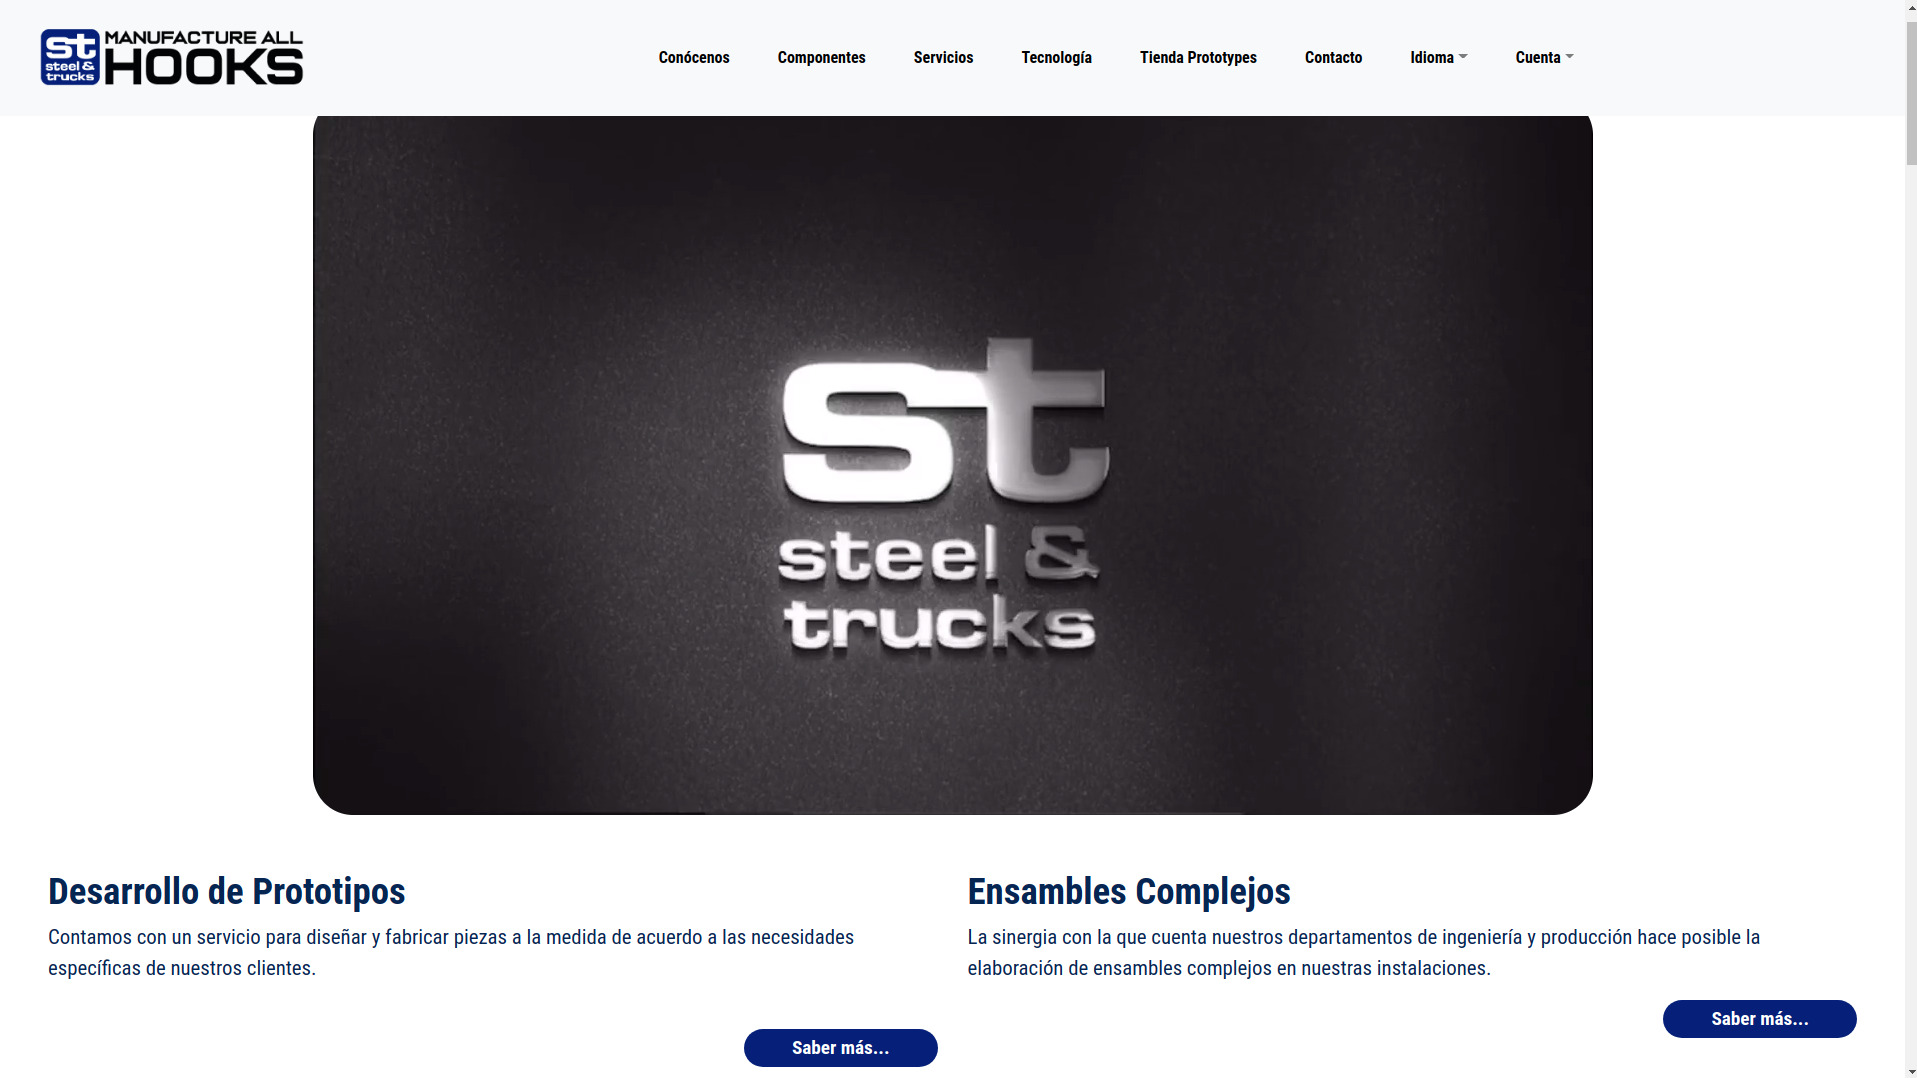 st
steel &
trucks
MANUFACTURE ALL
HOOKS
Conócenos
Componentes
Servicios
Tecnología
Tienda Prototypes
Contacto
Idioma
Cuenta
st
steel &
trucks
Desarrollo de Prototipos
Contamos con un servicio para diseñar y fabricar piezas a la medida de acuerdo a las necesidades
específicas de nuestros clientes.
Saber más...
Ensambles Complejos
La sinergia con la que cuenta nuestros departamentos de ingeniería y producción hace posible la
elaboración de ensambles complejos en nuestras instalaciones.
Saber más...